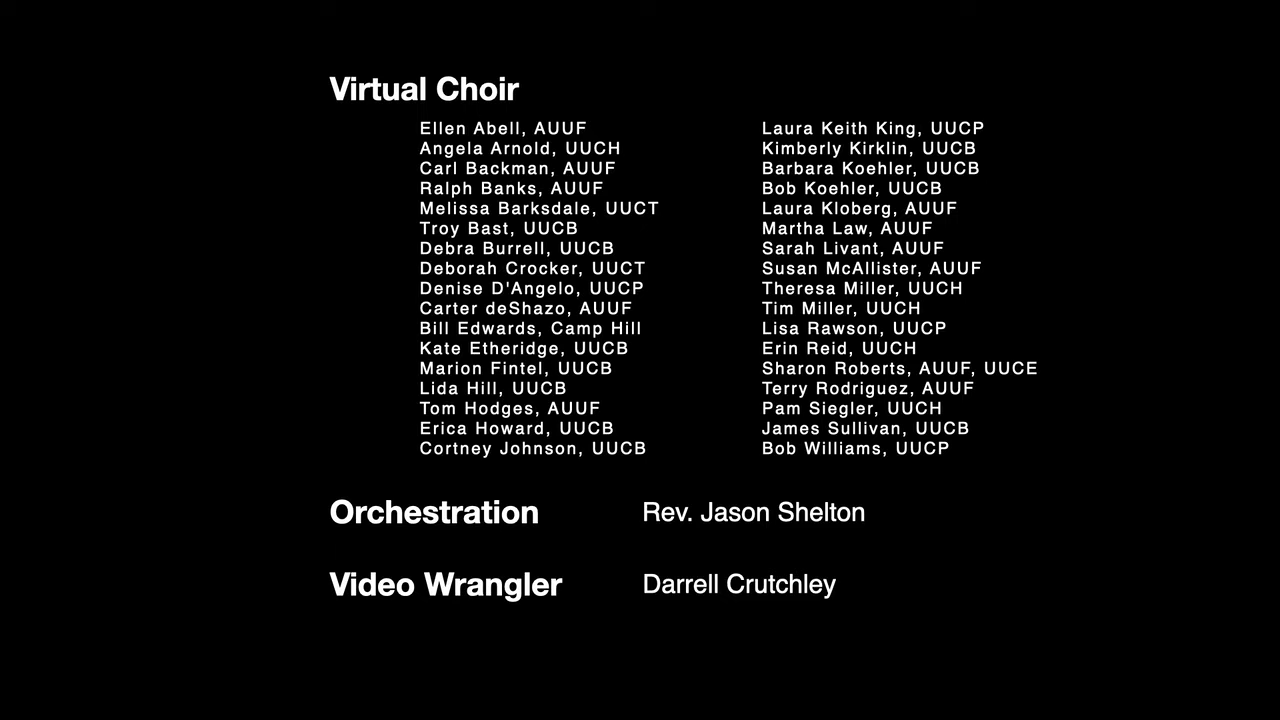 Virtual Choir
Ellen Abell, AUUF
Angela Arnold, UUCH
Carl Backman, AUUF
Ralph Banks, AUUF
Melissa Barksdale, UUCT
Troy Bast, UUCB
Debra Burrell, UUCB
Deborah Crocker, UUCT
Denise D'Angelo, UUCP
Carter deShazo, AUUF
Bill Edwards, Camp Hill
Kate Etheridge, UUCB
Marion Fintel, UUCB
Lida Hill, UUCB
Tom Hodges, AUUF
Erica Howard, UUCB
Cortney Johnson, UUCB
Laura Keith King, UUCP
Kimberly Kirklin, UUCB
Barbara Koehler, UUCB
Bob Koehler, UUCB
Laura Kloberg, AUUF
Martha Law, AUUF
Sarah Livant, AUUF
Susan McAllister, AUUF
Theresa Miller, UUCH
Tim Miller, UUCH
Lisa Rawson, UUCP
Erin Reid, UUCH
Sharon Roberts, AUUF, UUCE
Terry Rodriguez, AUUF
Pam Siegler, UUCH
James Sullivan, UUCB
Bob Williams, UUCP
Orchestration Rev. Jason Shelton
Video Wrangler Darrell Crutchley